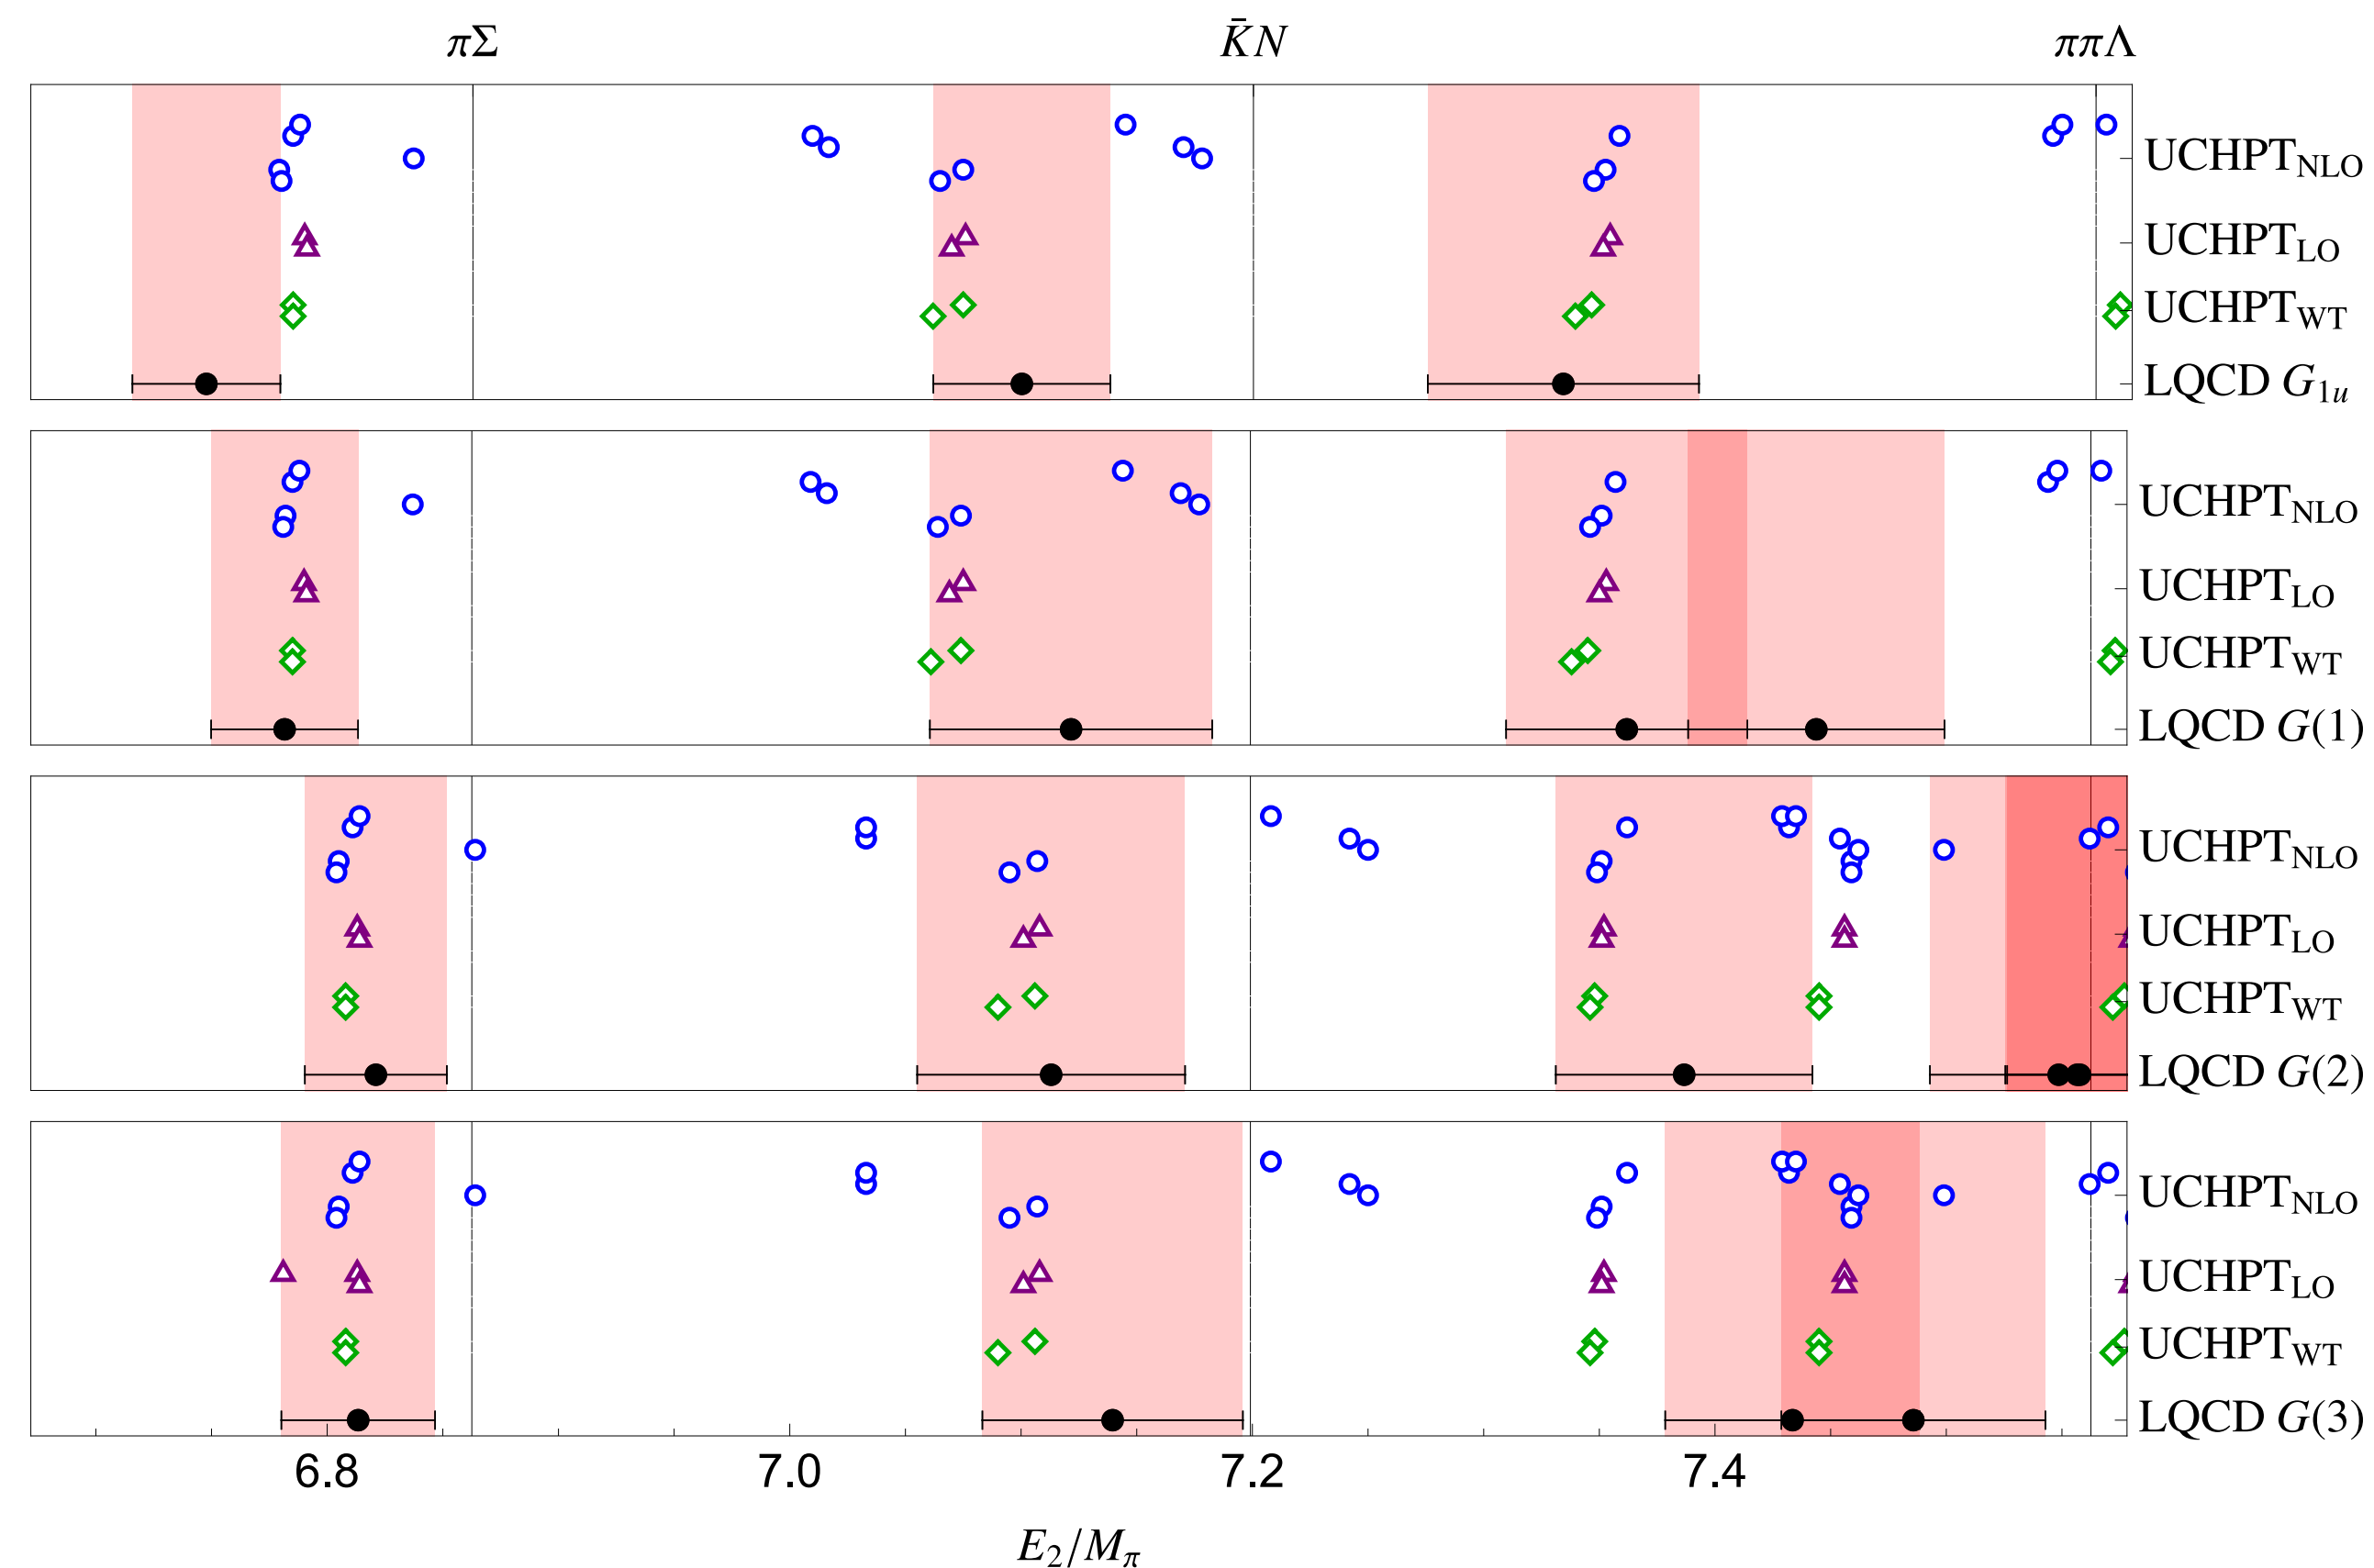 πΣ K̄N ππΛ
UCHPT_NLO
UCHPT_LO
UCHPT_WT
LQCD G_1u
UCHPT_NLO
UCHPT_LO
UCHPT_WT
LQCD G(1)
UCHPT_NLO
UCHPT_LO
UCHPT_WT
LQCD G(2)
UCHPT_NLO
UCHPT_LO
UCHPT_WT
LQCD G(3)
6.8 7.0 7.2 7.4
E_2/M_π